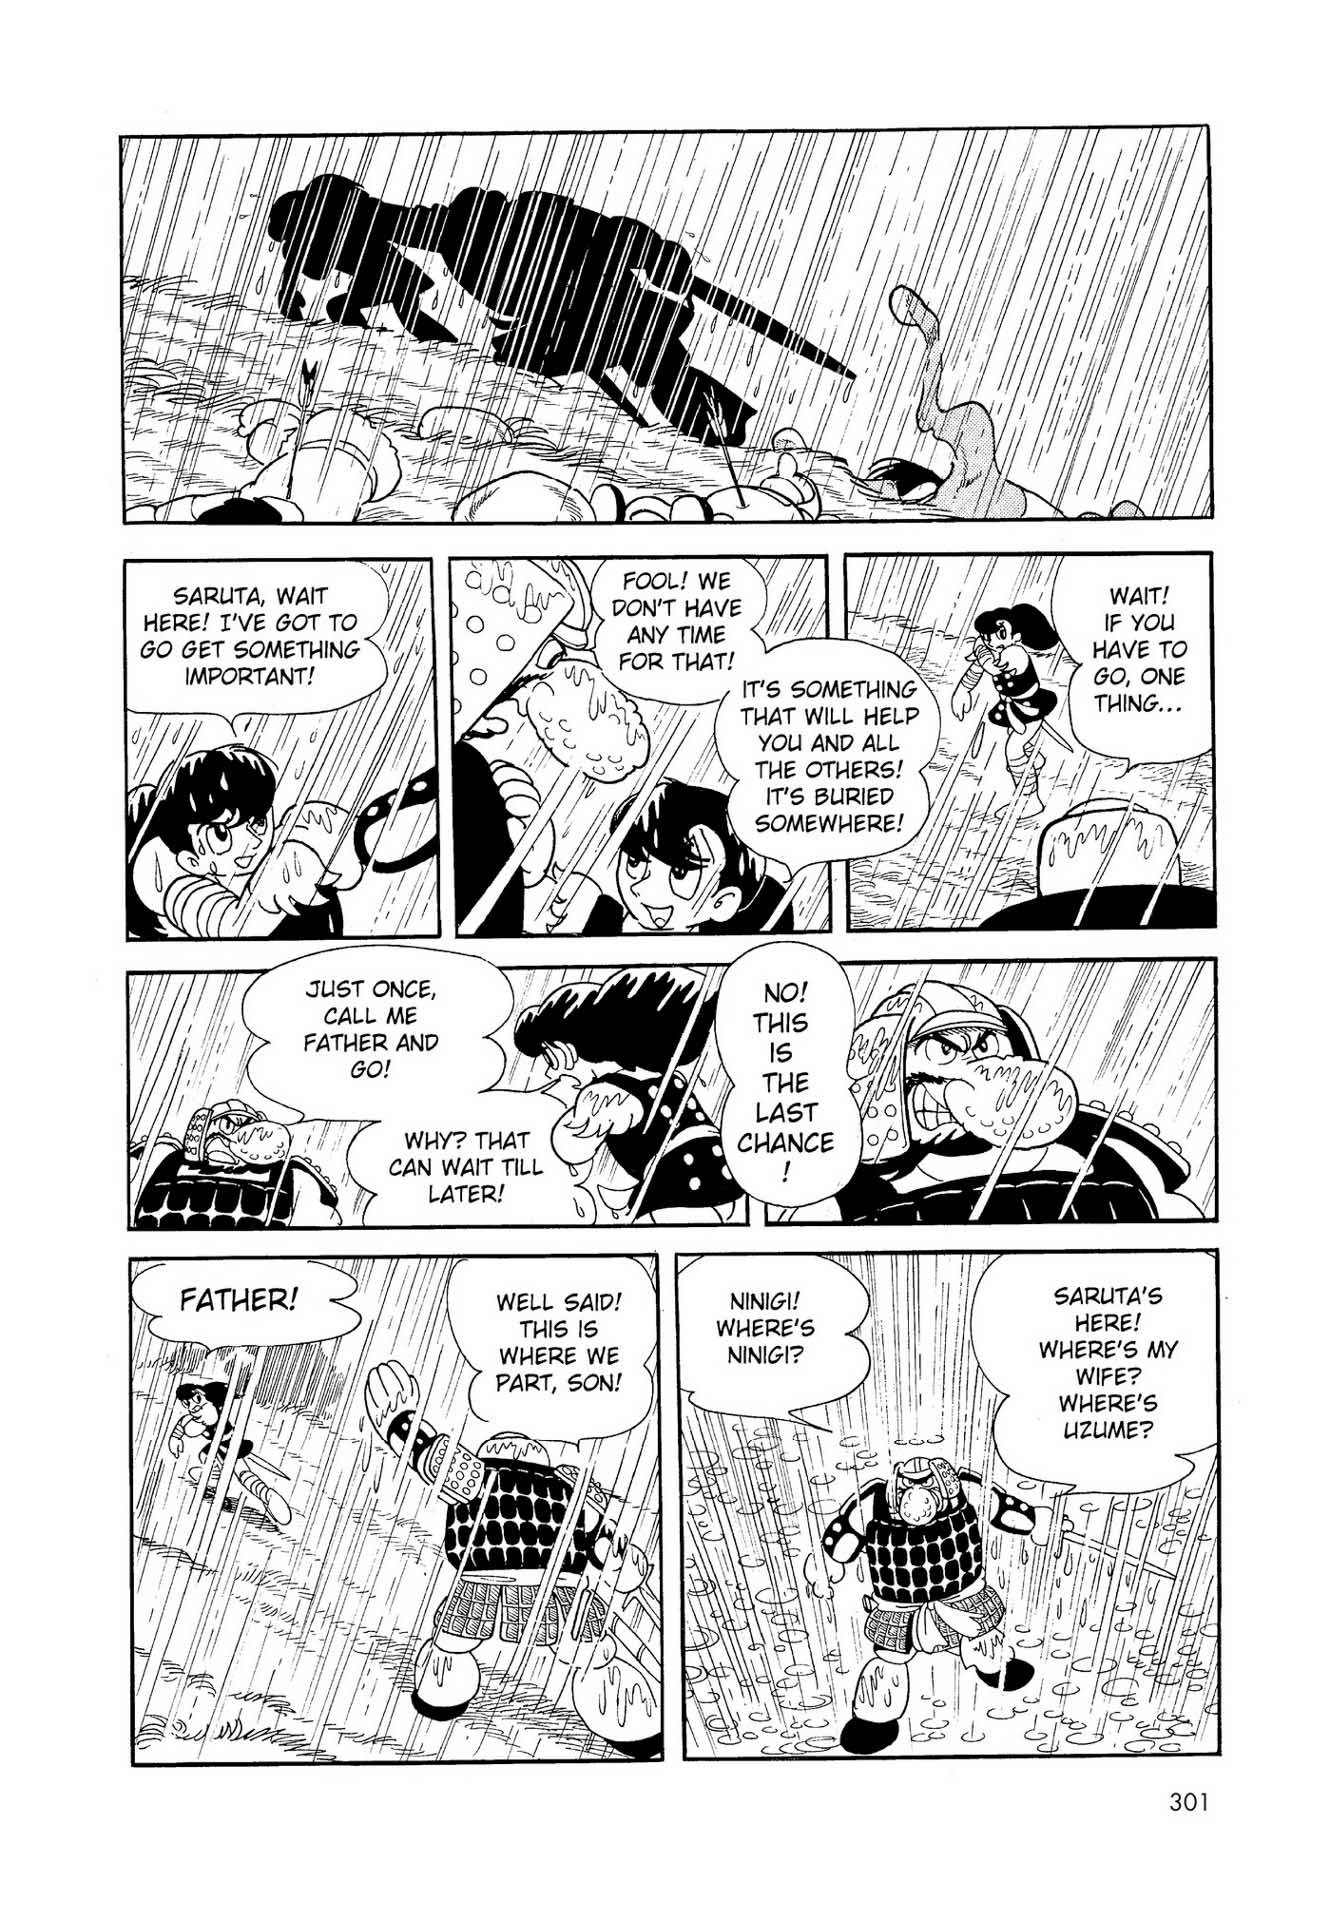 SARUTA, WAIT
HERE! I'VE GOT TO
GO GET SOMETHING
IMPORTANT!
FOOL! WE
DON'T HAVE
ANY TIME
FOR THAT!
IT'S SOMETHING
THAT WILL HELP
YOU AND ALL
THE OTHERS!
IT'S BURIED
SOMEWHERE!
WAIT!
IF YOU
HAVE TO
GO, ONE
THING...
JUST ONCE,
CALL ME
FATHER AND
GO!
WHY? THAT
CAN WAIT TILL
LATER!
NO!
THIS
IS
THE
LAST
CHANCE
!
FATHER!
WELL SAID!
THIS IS
WHERE WE
PART, SON!
NINIGI!
WHERE'S
NINIGI?
SARUTA'S
HERE!
WHERE'S MY
WIFE?
WHERE'S
UZUME?
301